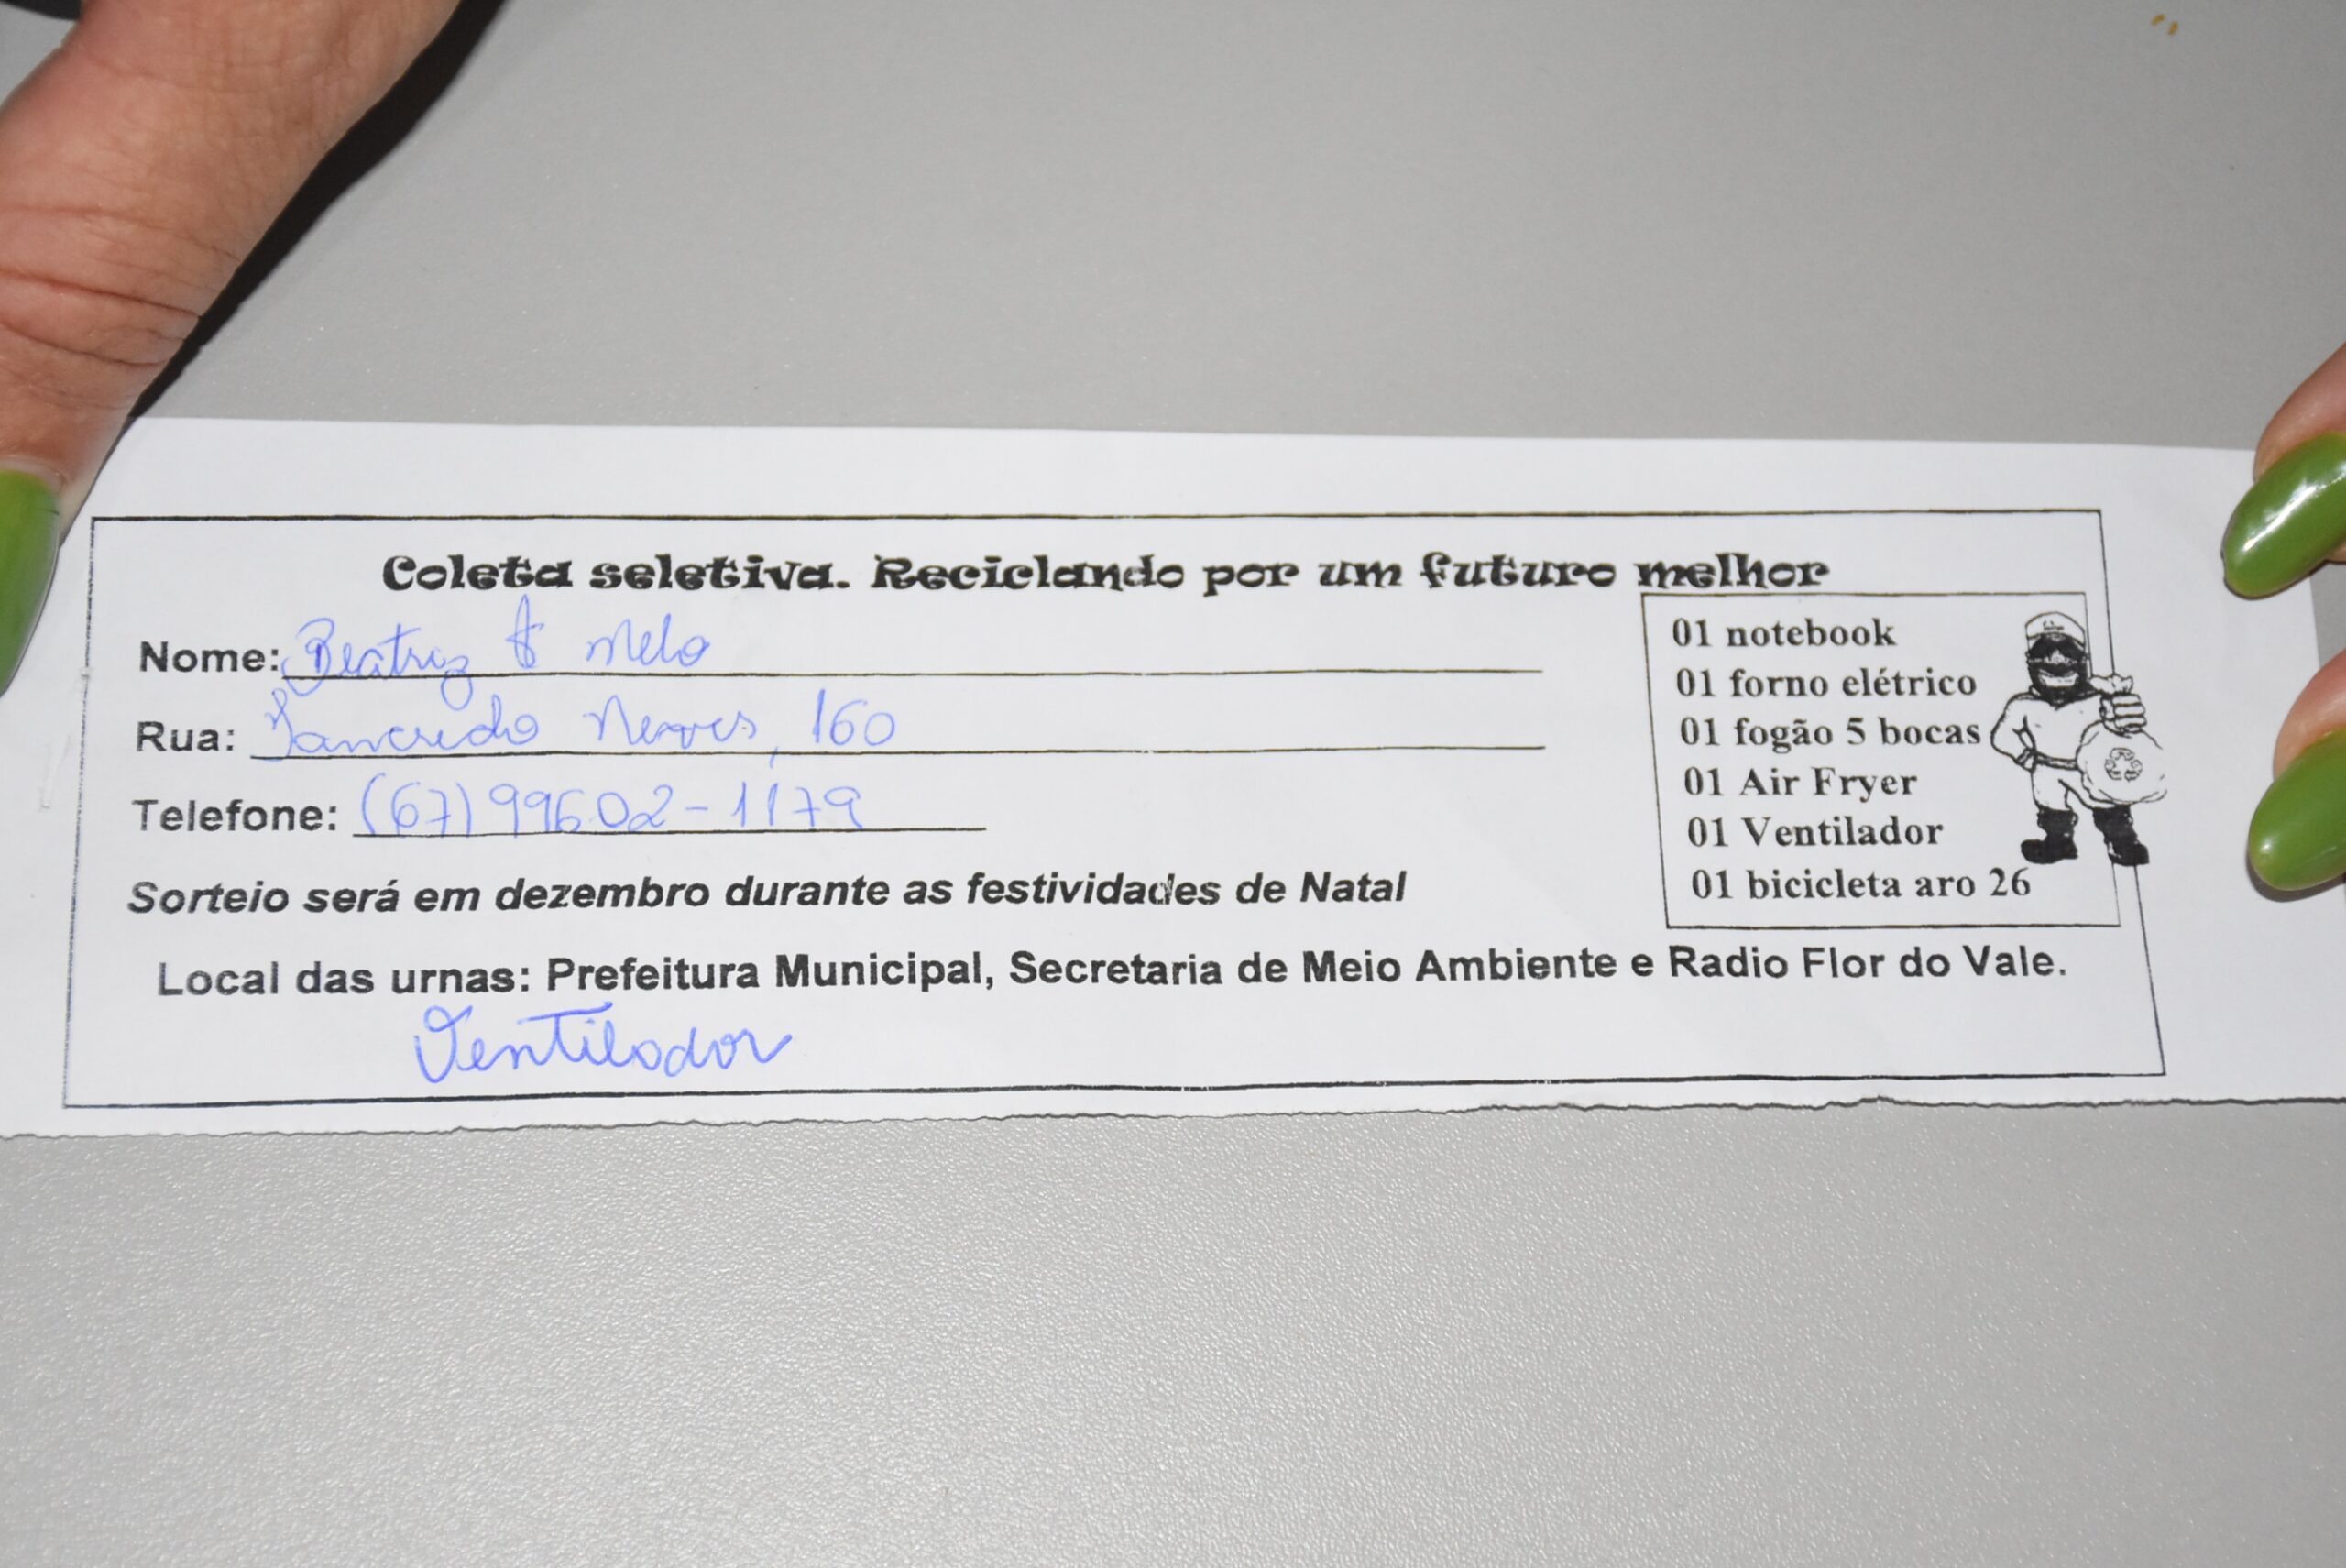 Coleta seletiva. Reciclando por um futuro melhor
Nome: Beatriz A Melo
Rua: Tancredo Neves, 160
Telefone: (67) 99602-1179
Sorteio será em dezembro durante as festividades de Natal
01 notebook
01 forno elétrico
01 fogão 5 bocas
01 Air Fryer
01 Ventilador
01 bicicleta aro 26
Local das urnas: Prefeitura Municipal, Secretaria de Meio Ambiente e Radio Flor do Vale.
Ventilador